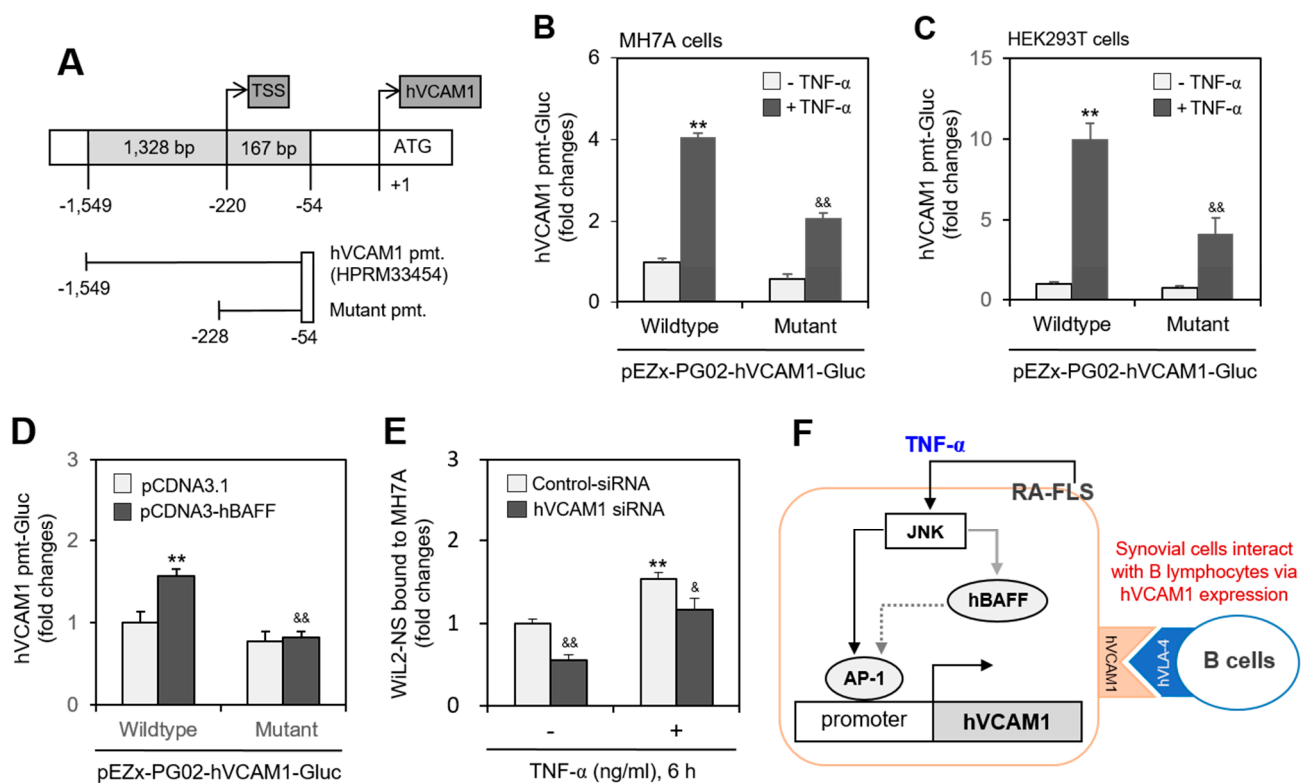 A
TSS
hVCAM1
1,328 bp
167 bp
ATG
-1,549
-220
-54
+1
hVCAM1 pmt.
(HPRM33454)
-1,549
Mutant pmt.
-228
-54
B
MH7A cells
hVCAM1 pmt-Gluc
(fold changes)
6
4
2
0
- TNF-α
+ TNF-α
**
&&
Wildtype
Mutant
pEZx-PG02-hVCAM1-Gluc
C
HEK293T cells
hVCAM1 pmt-Gluc
(fold changes)
15
10
5
0
- TNF-α
+ TNF-α
**
&&
Wildtype
Mutant
pEZx-PG02-hVCAM1-Gluc
D
hVCAM1 pmt-Gluc
(fold changes)
3
2
1
0
pCDNA3.1
pCDNA3-hBAFF
**
&&
Wildtype
Mutant
pEZx-PG02-hVCAM1-Gluc
E
WiL2-NS bound to MH7A
(fold changes)
3
2
1
0
Control-siRNA
hVCAM1 siRNA
&&
**
&
-
+
TNF-α (ng/ml), 6 h
F
TNF-α
RA-FLS
JNK
hBAFF
AP-1
promoter
hVCAM1
Synovial cells interact
with B lymphocytes via
hVCAM1 expression
hVCAM1
hVLA-4
B cells